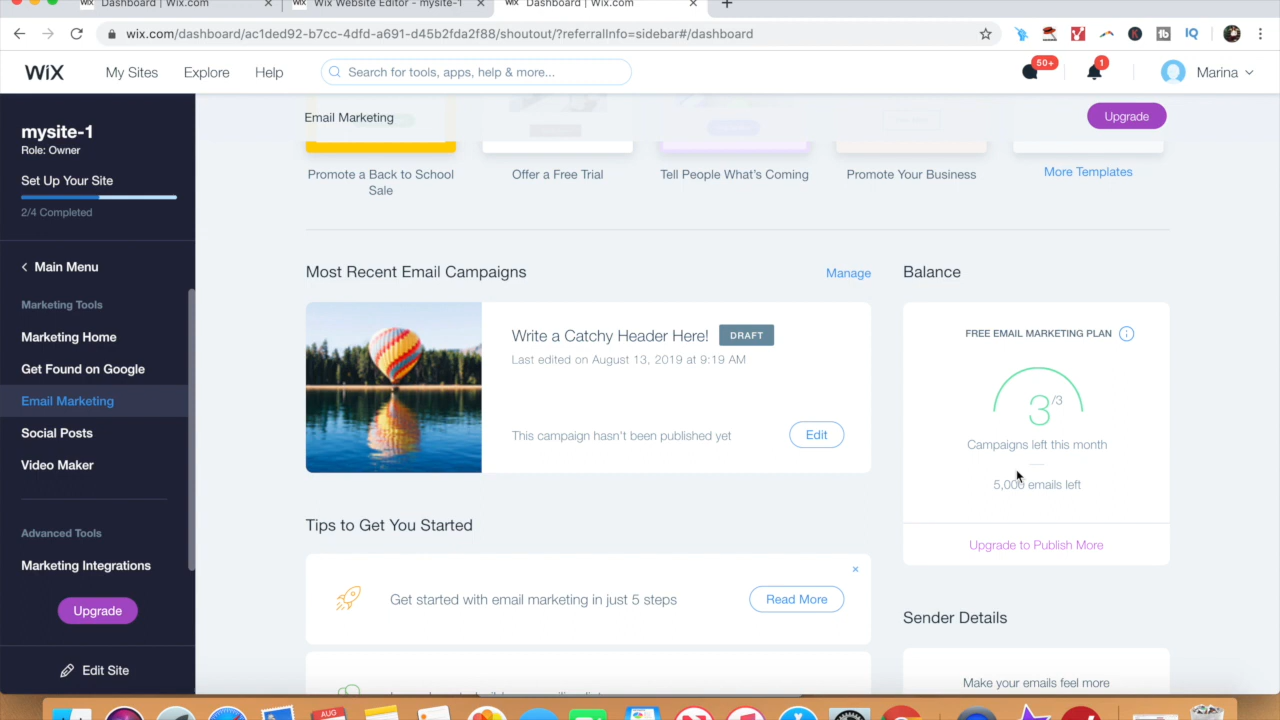 Dashboard | Wix.com
Wix Website Editor - mysite-1
Dashboard | Wix.com
wix.com/dashboard/ac1ded92-b7cc-4dfd-a691-d45b2fda2f88/shoutout/?referralInfo=sidebar#/dashboard
WiX
My Sites
Explore
Help
Search for tools, apps, help & more...
50+
1
Marina
mysite-1
Role: Owner
Set Up Your Site
2/4 Completed
Main Menu
Marketing Tools
Marketing Home
Get Found on Google
Email Marketing
Social Posts
Video Maker
Advanced Tools
Marketing Integrations
Upgrade
Edit Site
Email Marketing
Upgrade
Promote a Back to School
Sale
Offer a Free Trial
Tell People What's Coming
Promote Your Business
More Templates
Most Recent Email Campaigns
Manage
Write a Catchy Header Here!
DRAFT
Last edited on August 13, 2019 at 9:19 AM
This campaign hasn't been published yet
Edit
Tips to Get You Started
Get started with email marketing in just 5 steps
Read More
Balance
FREE EMAIL MARKETING PLAN
3/3
Campaigns left this month
5,000 emails left
Upgrade to Publish More
Sender Details
Make your emails feel more
AUG